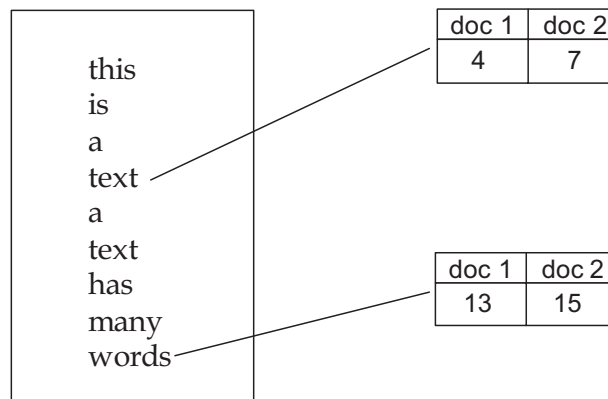 this
is
a
text
a
text
has
many
words
doc 1 doc 2
4 7
doc 1 doc 2
13 15